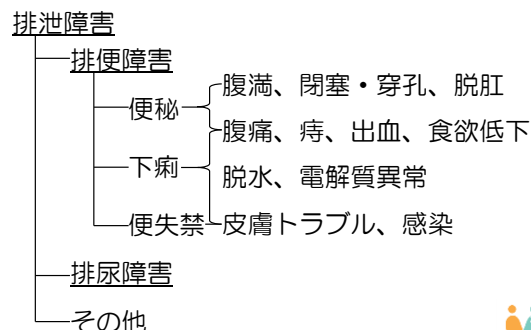 排泄障害
排便障害
腹満、閉塞・穿孔、脱肛
便秘
腹痛、痔、出血、食欲低下
下痢
脱水、電解質異常
便失禁
皮膚トラブル、感染
排尿障害
その他